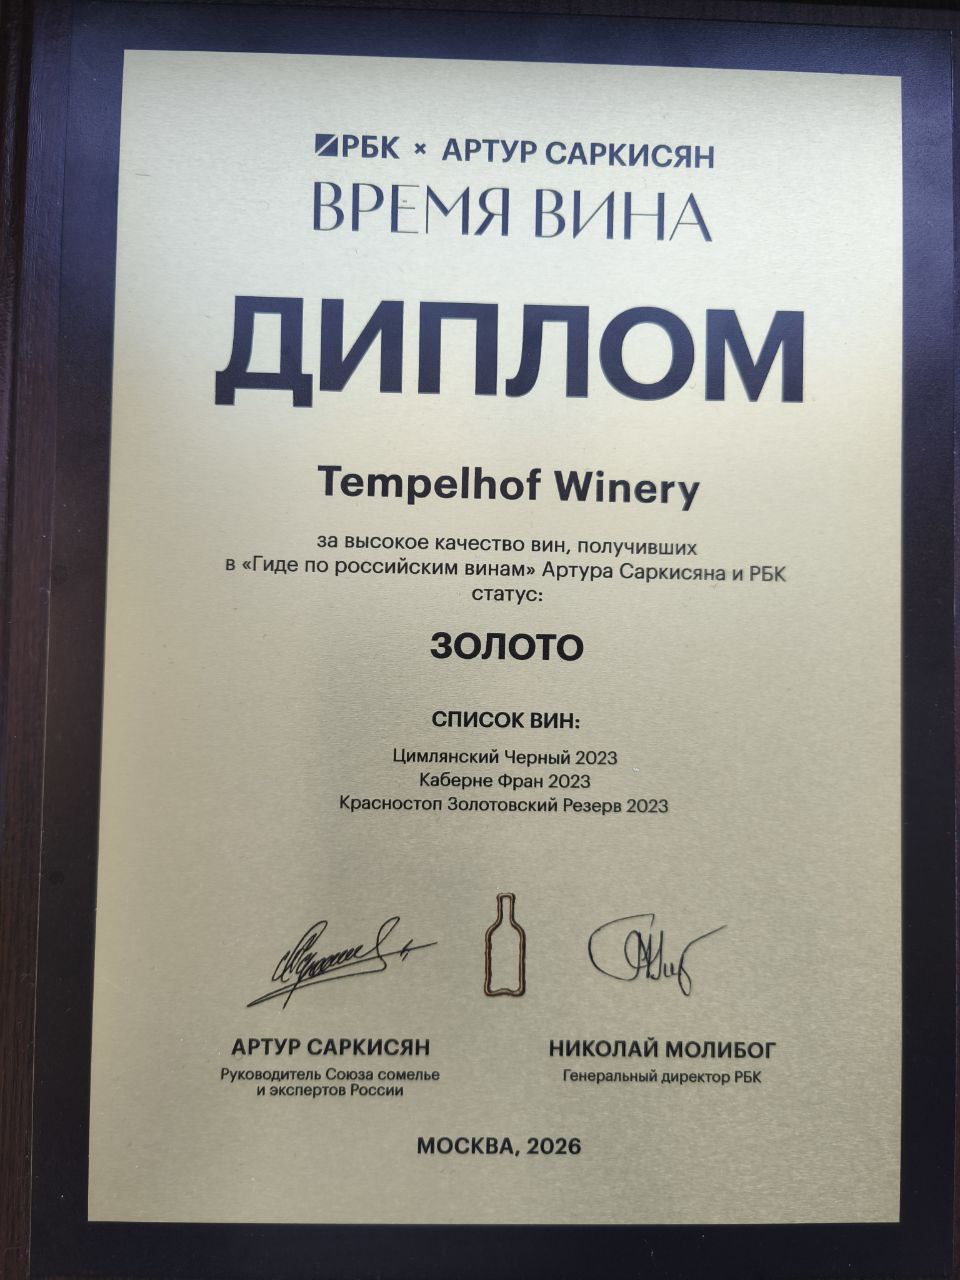 РБК × АРТУР САРКИСЯН
ВРЕМЯ ВИНА
ДИПЛОМ
Tempelhof Winery
за высокое качество вин, получивших
в «Гиде по российским винам» Артура Саркисяна и РБК
статус:
ЗОЛОТО
СПИСОК ВИН:
Цимлянский Черный 2023
Каберне Фран 2023
Красностоп Золотовский Резерв 2023
АРТУР САРКИСЯН
Руководитель Союза сомелье
и экспертов России
НИКОЛАЙ МОЛИБОГ
Генеральный директор РБК
МОСКВА, 2026